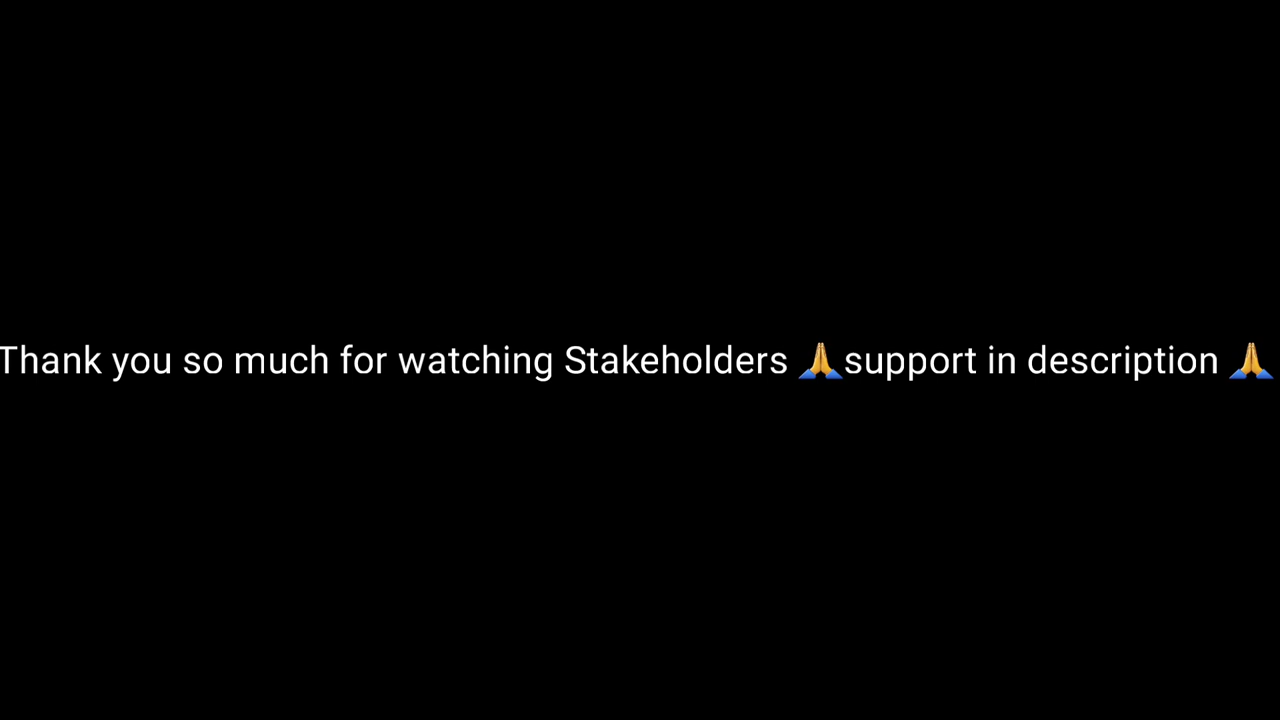 Thank you so much for watching Stakeholders 🙏support in description 🙏